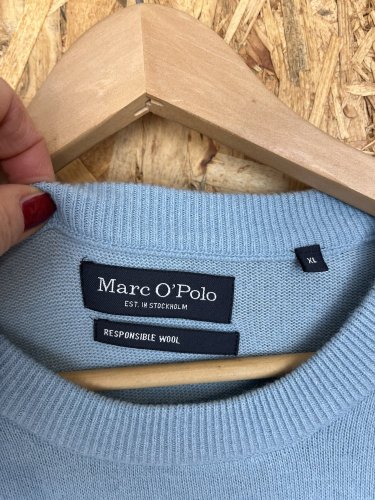 Marc O'Polo
EST. IN STOCKHOLM
RESPONSIBLE WOOL
XL